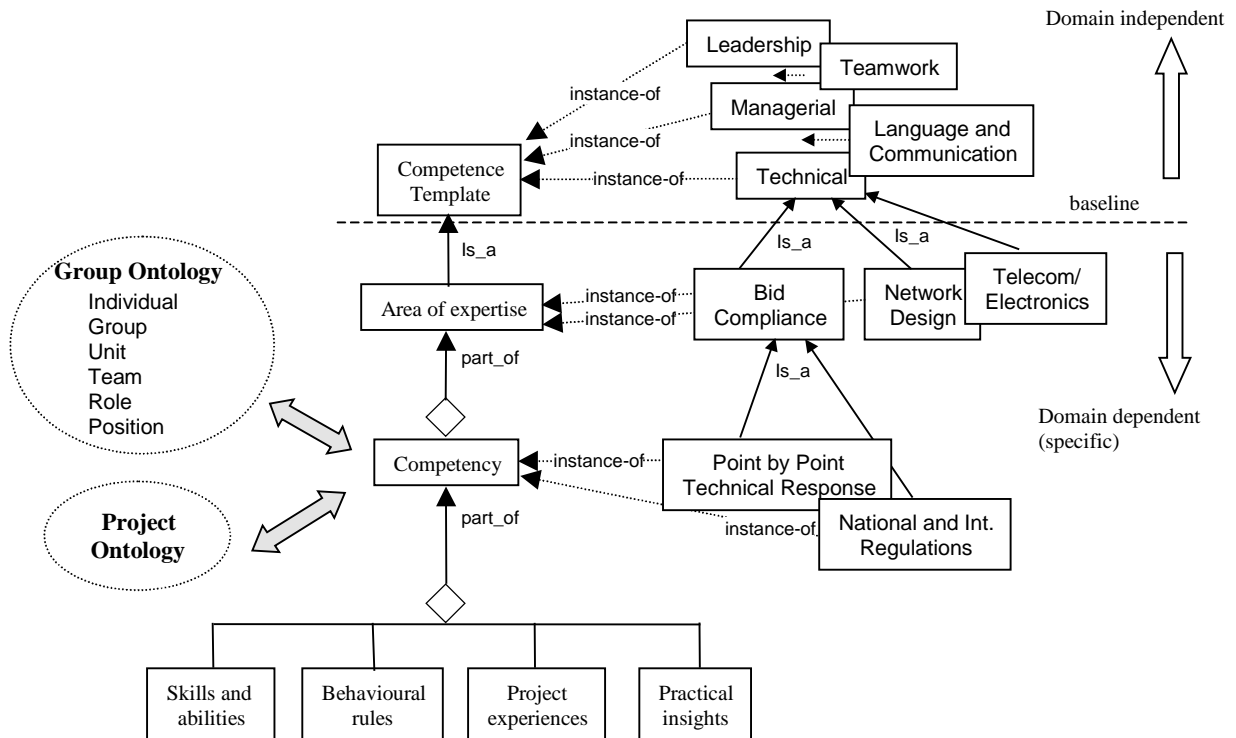 Domain independent
Leadership
Teamwork
instance-of
Managerial
Language and
Communication
instance-of
Competence
Template
instance-of
Technical
baseline
Is_a
Is_a
Is_a
Group Ontology
Individual
Group
Unit
Team
Role
Position
Area of expertise
instance-of
instance-of
Bid
Compliance
Network
Design
Telecom/
Electronics
part_of
Is_a
Domain dependent
(specific)
Competency
instance-of
Point by Point
Technical Response
instance-of
National and Int.
Regulations
Project
Ontology
part_of
Skills and
abilities
Behavioural
rules
Project
experiences
Practical
insights